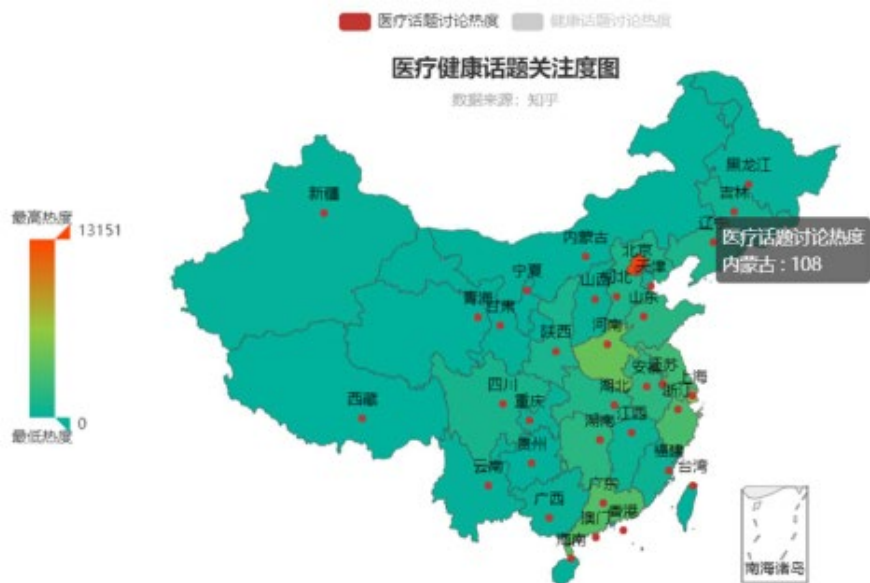 医疗话题讨论热度 健康话题讨论热度
医疗健康话题关注度图
数据来源：知乎
黑龙江
吉林
新疆
最高热度
13151
辽宁
医疗话题讨论热度
内蒙古：108
内蒙古
北京
天津
宁夏
山西
河北
青海
甘肃
山东
陕西
河南
安徽
江苏
上海
四川
湖北
浙江
重庆
西藏
0
最低热度
湖南
江西
贵州
福建
云南
台湾
广东
广西
澳门
香港
海南
南海诸岛